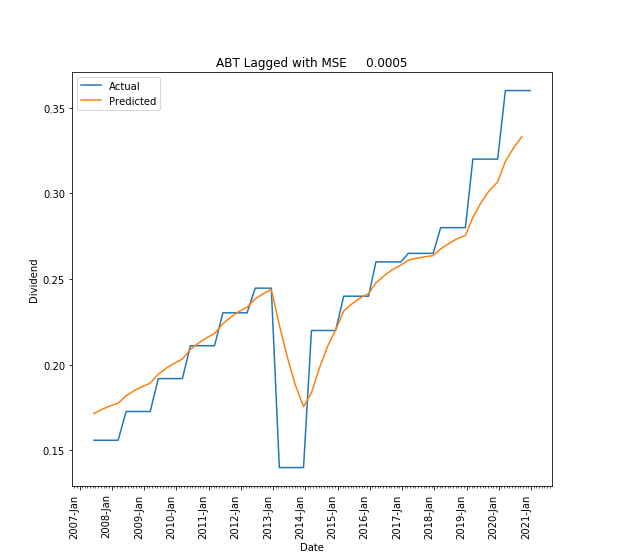 ABT Lagged with MSE 0.0005
Actual
Predicted
0.35
0.30
0.25
0.20
0.15
Dividend
2007-Jan
2008-Jan
2009-Jan
2010-Jan
2011-Jan
2012-Jan
2013-Jan
2014-Jan
2015-Jan
2016-Jan
2017-Jan
2018-Jan
2019-Jan
2020-Jan
2021-Jan
Date